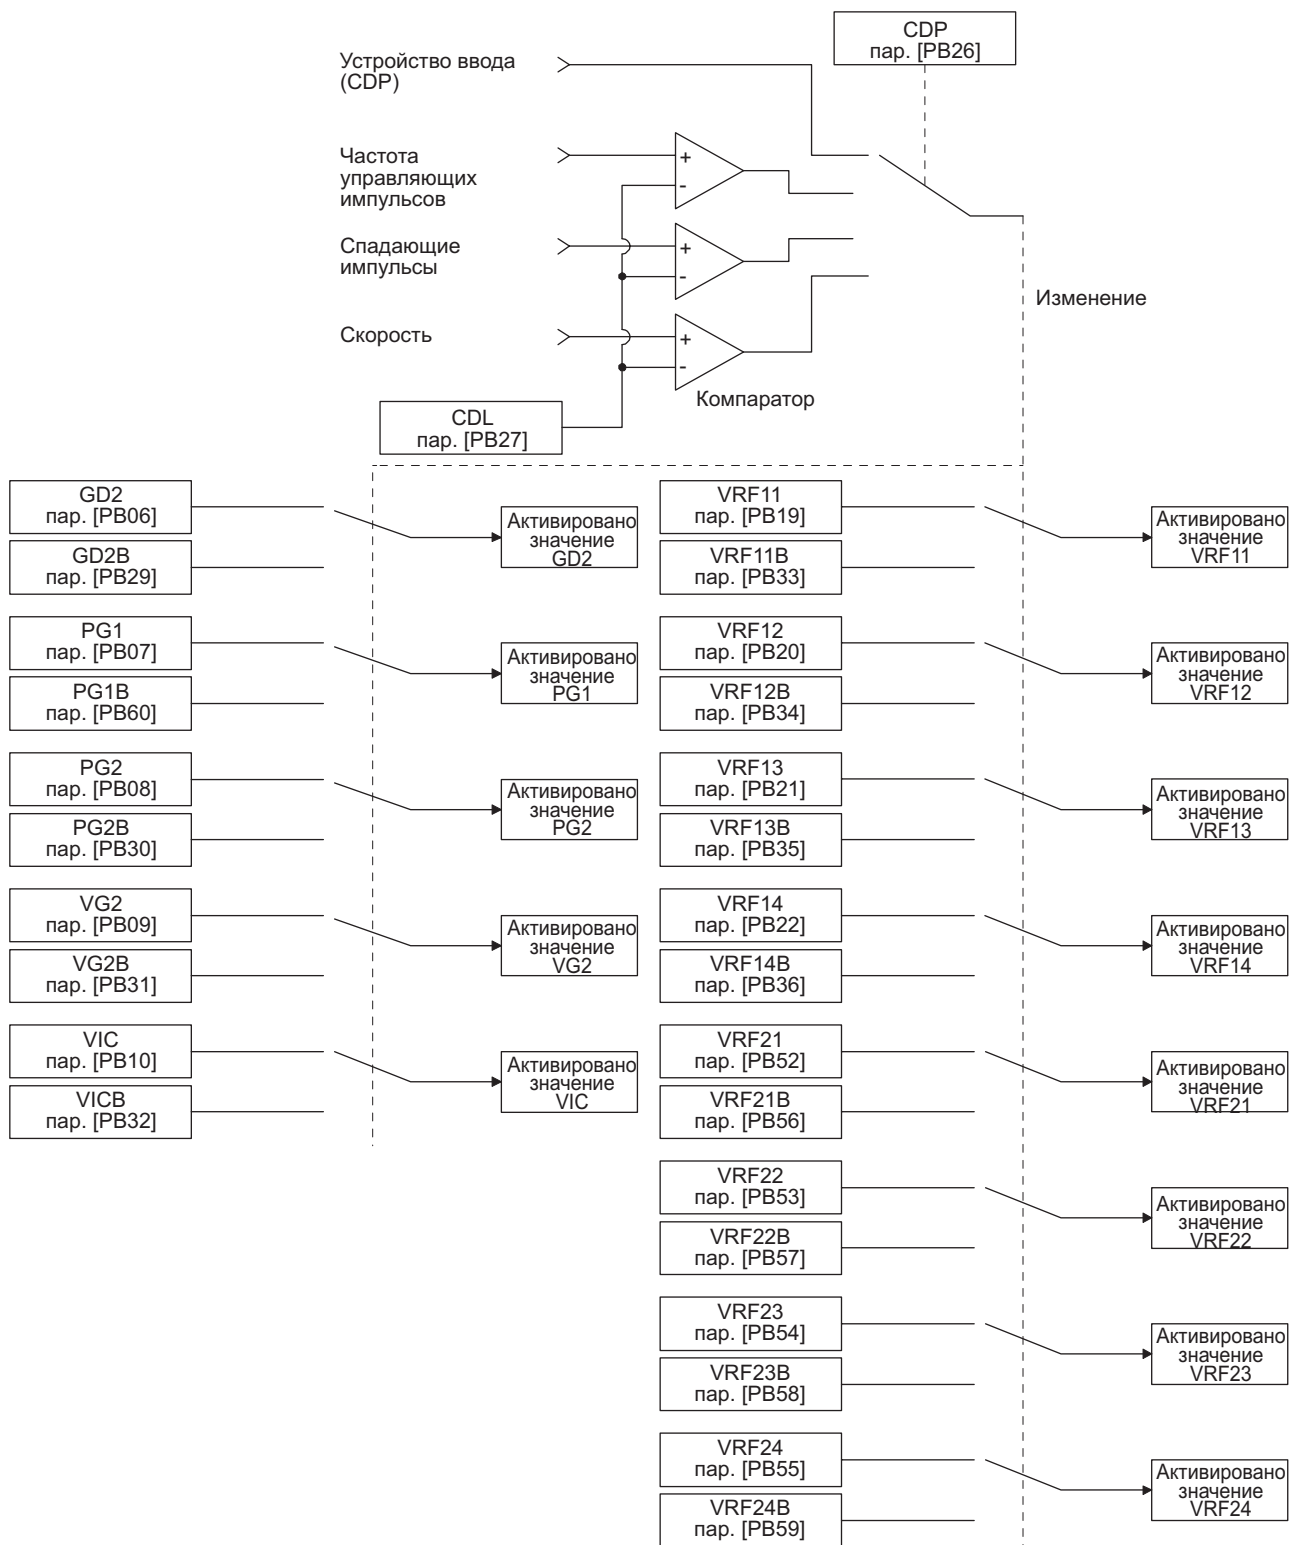 CDP
пар. [PB26]
Устройство ввода
(CDP)
Частота
управляющих
импульсов
+
-
Спадающие
импульсы
+
-
Изменение
Скорость
+
-
Компаратор
CDL
пар. [PB27]
GD2
пар. [PB06]
GD2B
пар. [PB29]
Активировано
значение
GD2
PG1
пар. [PB07]
PG1B
пар. [PB60]
Активировано
значение
PG1
PG2
пар. [PB08]
PG2B
пар. [PB30]
Активировано
значение
PG2
VG2
пар. [PB09]
VG2B
пар. [PB31]
Активировано
значение
VG2
VIC
пар. [PB10]
VICB
пар. [PB32]
Активировано
значение
VIC
VRF11
пар. [PB19]
VRF11B
пар. [PB33]
Активировано
значение
VRF11
VRF12
пар. [PB20]
VRF12B
пар. [PB34]
Активировано
значение
VRF12
VRF13
пар. [PB21]
VRF13B
пар. [PB35]
Активировано
значение
VRF13
VRF14
пар. [PB22]
VRF14B
пар. [PB36]
Активировано
значение
VRF14
VRF21
пар. [PB52]
VRF21B
пар. [PB56]
Активировано
значение
VRF21
VRF22
пар. [PB53]
VRF22B
пар. [PB57]
Активировано
значение
VRF22
VRF23
пар. [PB54]
VRF23B
пар. [PB58]
Активировано
значение
VRF23
VRF24
пар. [PB55]
VRF24B
пар. [PB59]
Активировано
значение
VRF24